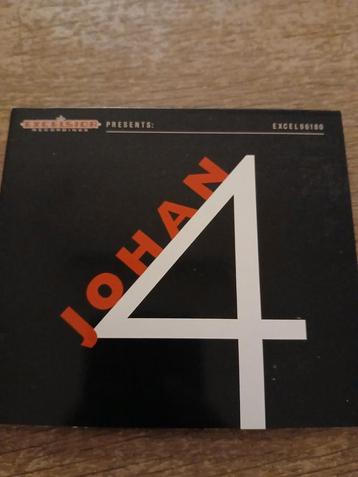 EXCELSIOR
RECORDINGS
PRESENTS:
EXCEL96180
JOHAN
4